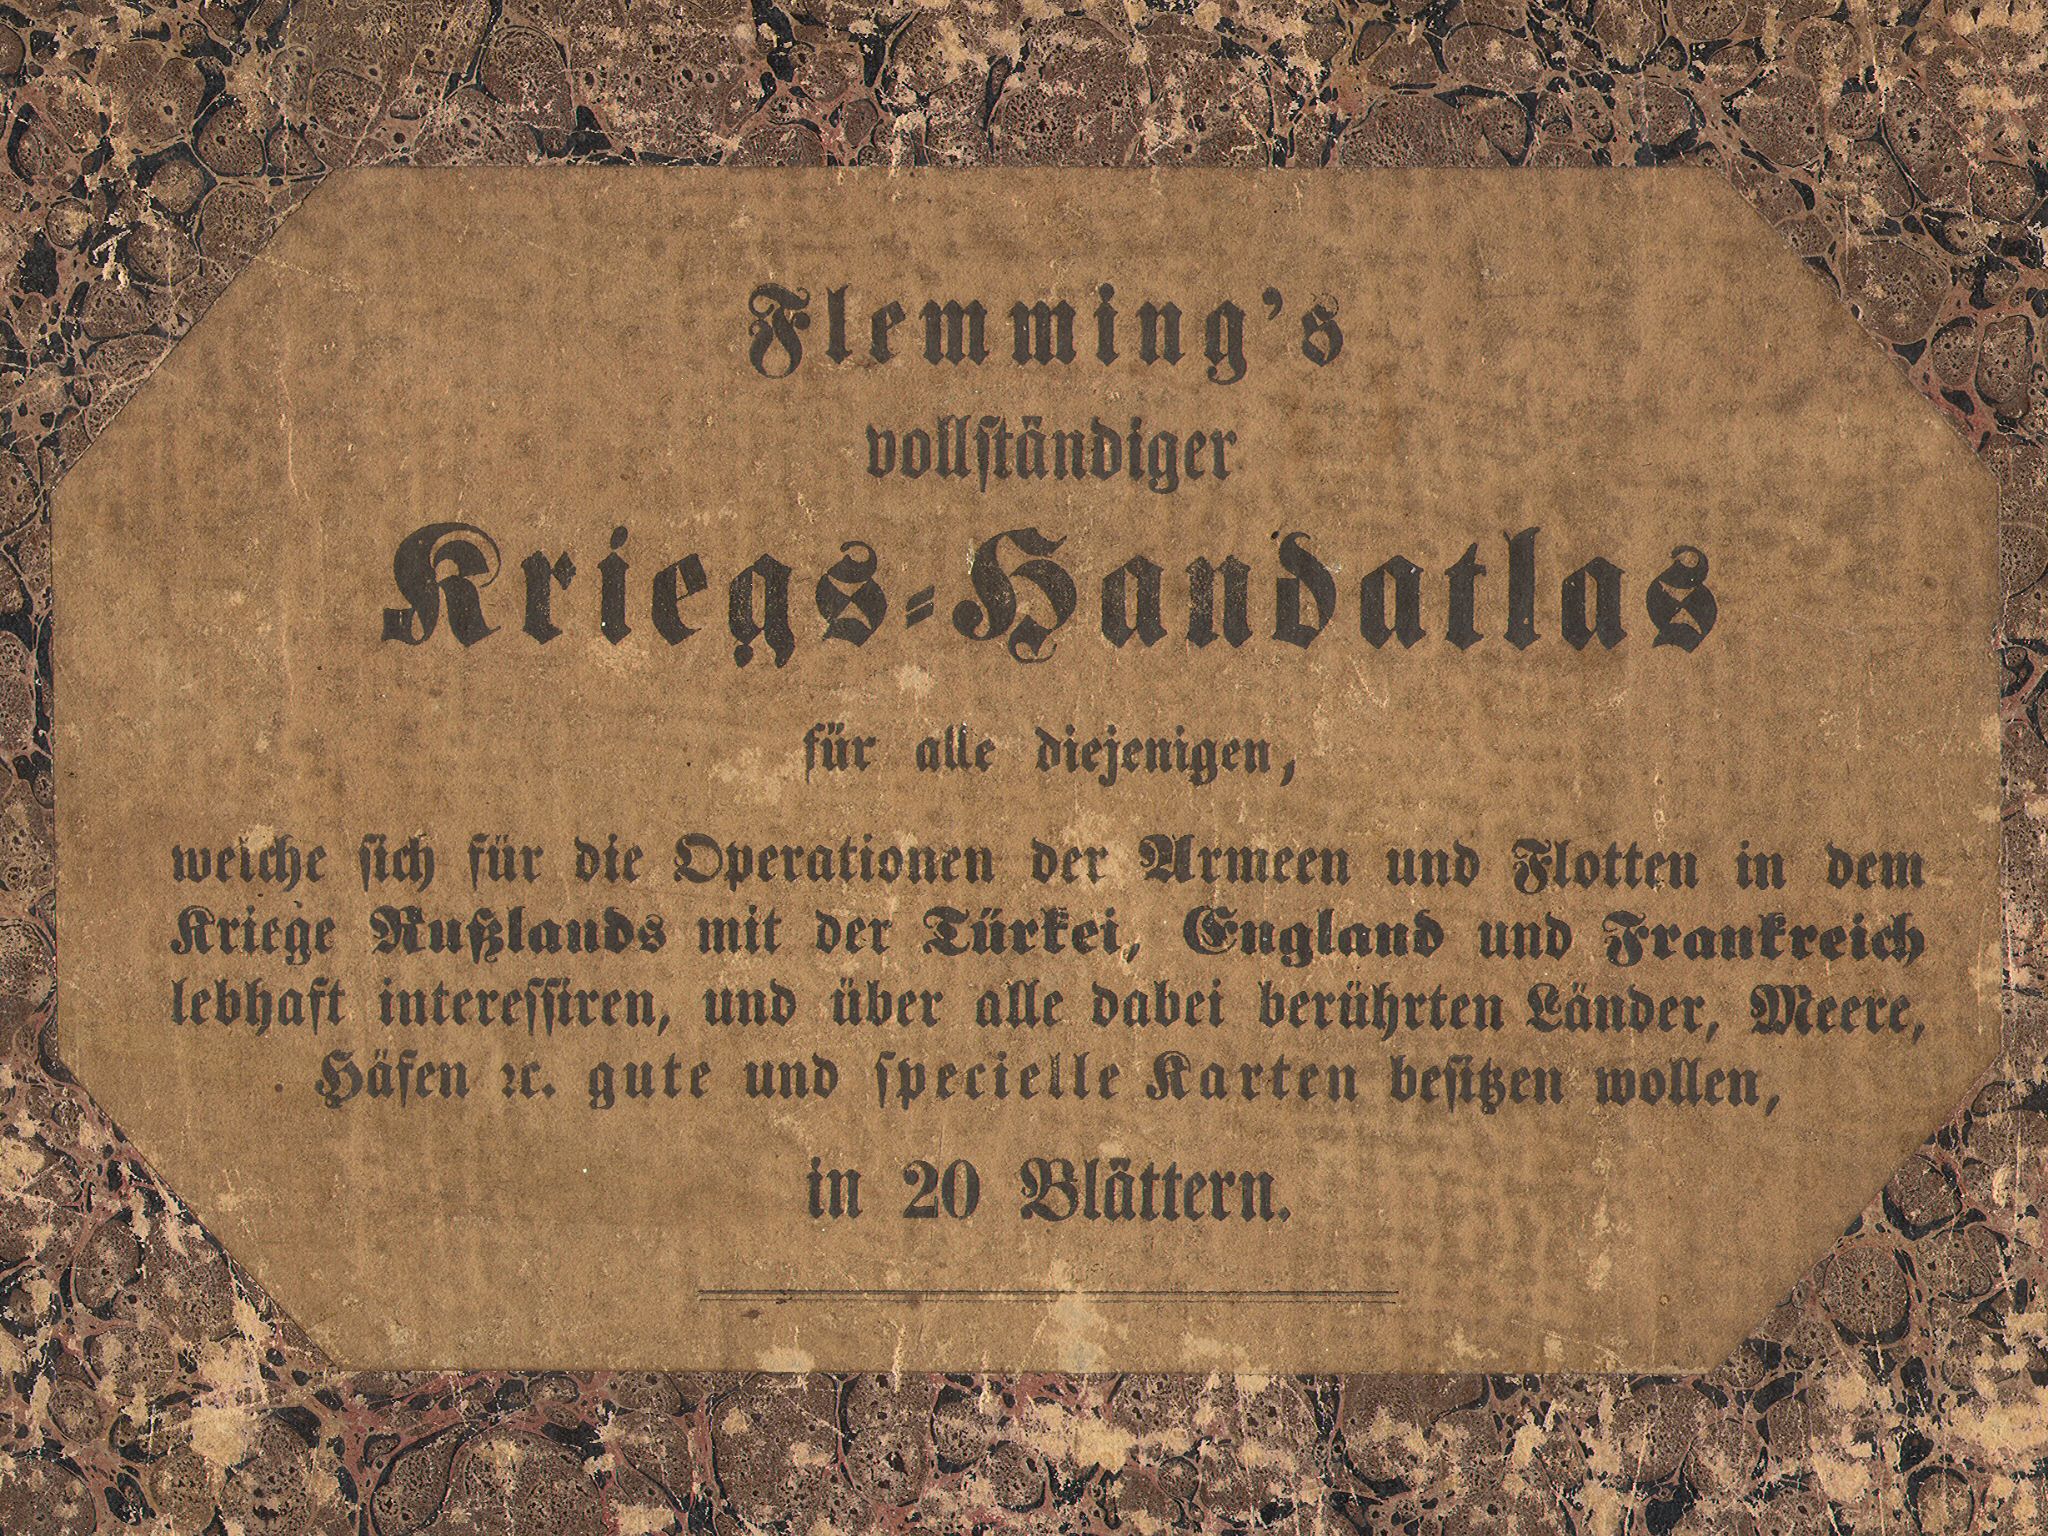 Flemming's
vollständiger
Kriegs-Handatlas
für alle diejenigen,
welche sich für die Operationen der Armeen und Flotten in dem
Kriege Rußlands mit der Türkei, England und Frankreich
lebhaft interessiren, und über alle dabei berührten Länder, Meere,
Häfen ꝛc. gute und specielle Karten besitzen wollen,
in 20 Blättern.